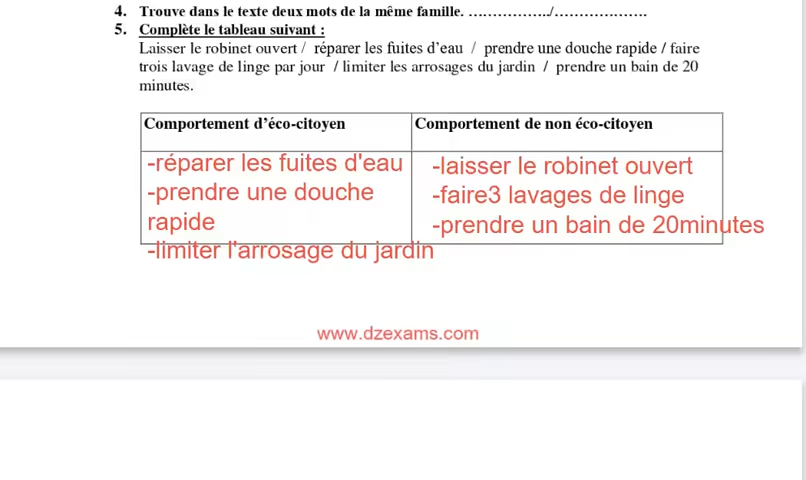 4. Trouve dans le texte deux mots de la même famille. ……………../……………….
5. Complète le tableau suivant :
Laisser le robinet ouvert / réparer les fuites d’eau / prendre une douche rapide / faire
trois lavage de linge par jour / limiter les arrosages du jardin / prendre un bain de 20
minutes.
Comportement d’éco-citoyen
Comportement de non éco-citoyen
-réparer les fuites d'eau
-prendre une douche
rapide
-limiter l'arrosage du jardin
-laisser le robinet ouvert
-faire3 lavages de linge
-prendre un bain de 20minutes
www.dzexams.com